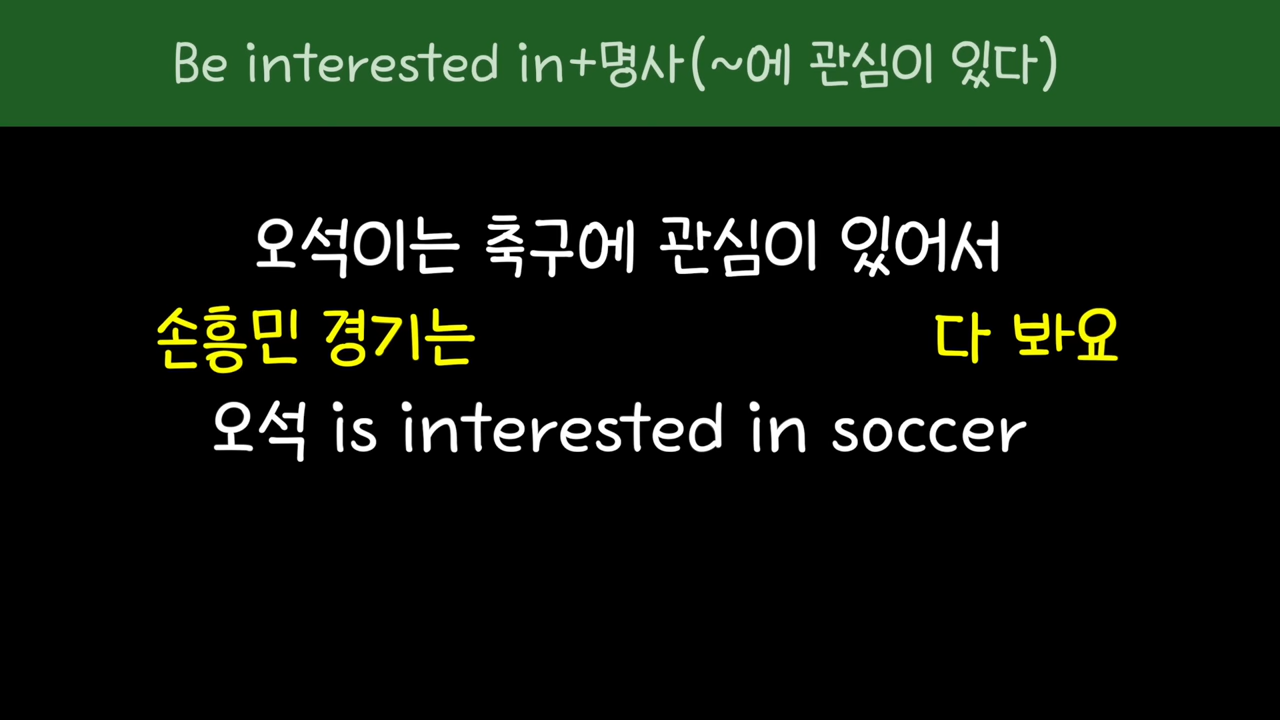 Be interested in+명사(~에 관심이 있다)
오석이는 축구에 관심이 있어서
손흥민 경기는 다 봐요
오석 is interested in soccer